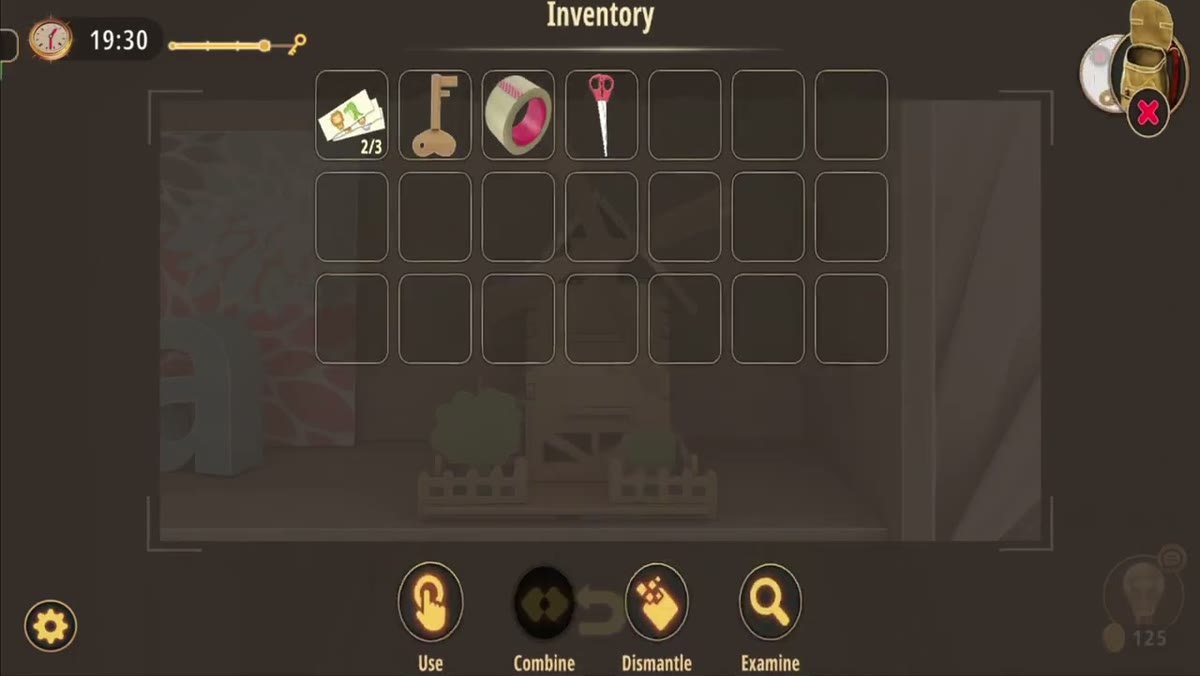 Inventory
19:30
2/3
a
125
Use
Combine
Dismantle
Examine